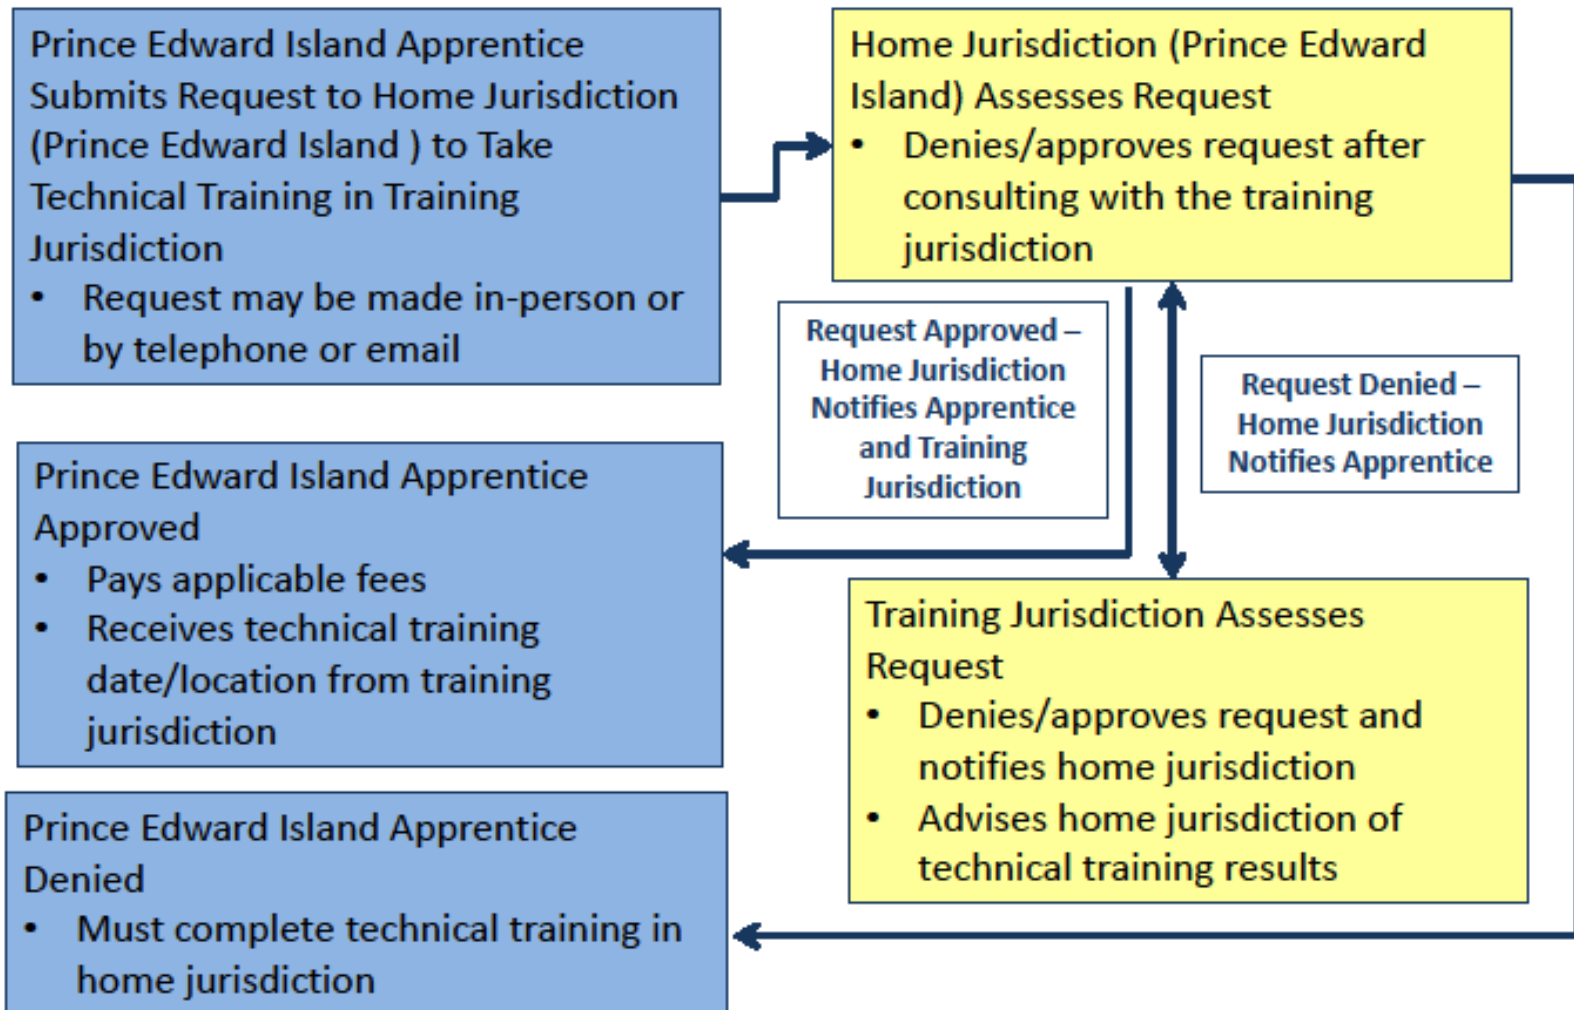 Prince Edward Island Apprentice
Submits Request to Home Jurisdiction
(Prince Edward Island ) to Take
Technical Training in Training
Jurisdiction
• Request may be made in-person or
by telephone or email
Home Jurisdiction (Prince Edward
Island) Assesses Request
• Denies/approves request after
consulting with the training
jurisdiction
Request Approved –
Home Jurisdiction
Notifies Apprentice
and Training
Jurisdiction
Request Denied –
Home Jurisdiction
Notifies Apprentice
Prince Edward Island Apprentice
Approved
• Pays applicable fees
• Receives technical training
date/location from training
jurisdiction
Training Jurisdiction Assesses
Request
• Denies/approves request and
notifies home jurisdiction
• Advises home jurisdiction of
technical training results
Prince Edward Island Apprentice
Denied
• Must complete technical training in
home jurisdiction